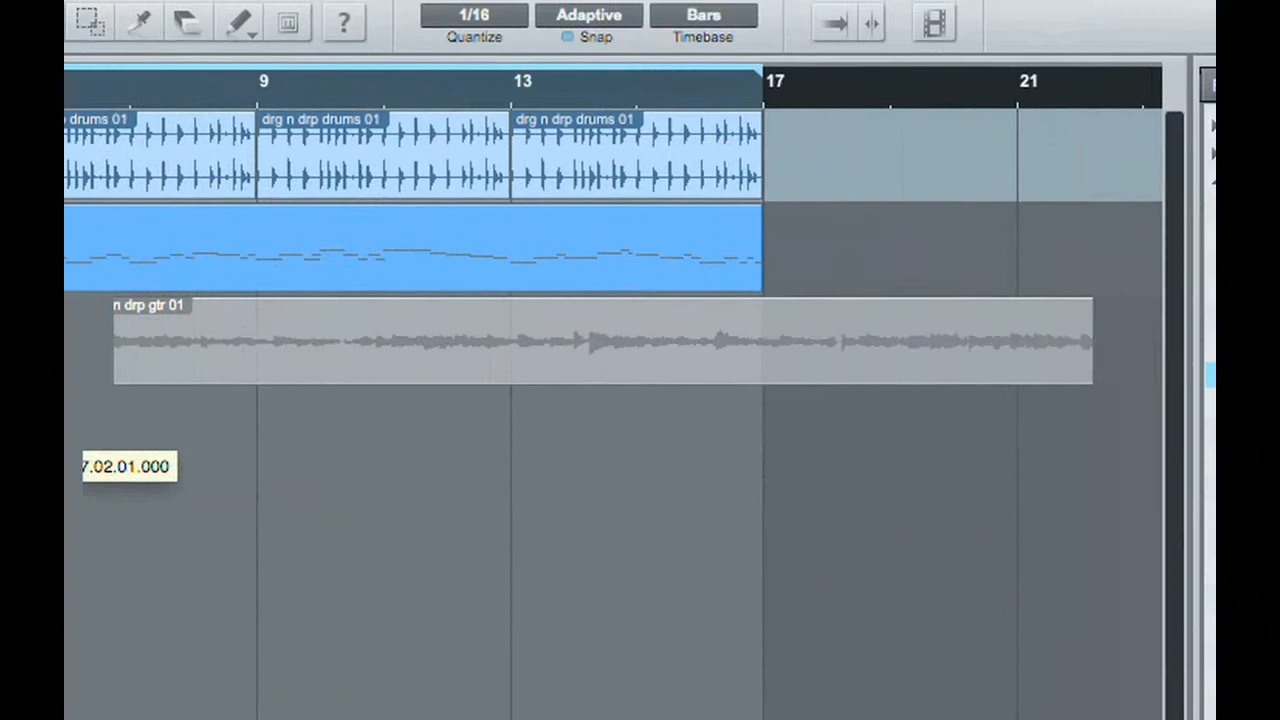 ?
1/16 Adaptive Bars
Quantize Snap Timebase
9 13 17 21
drums 01 drg n drp drums 01 drg n drp drums 01
n drp gtr 01
7.02.01.000